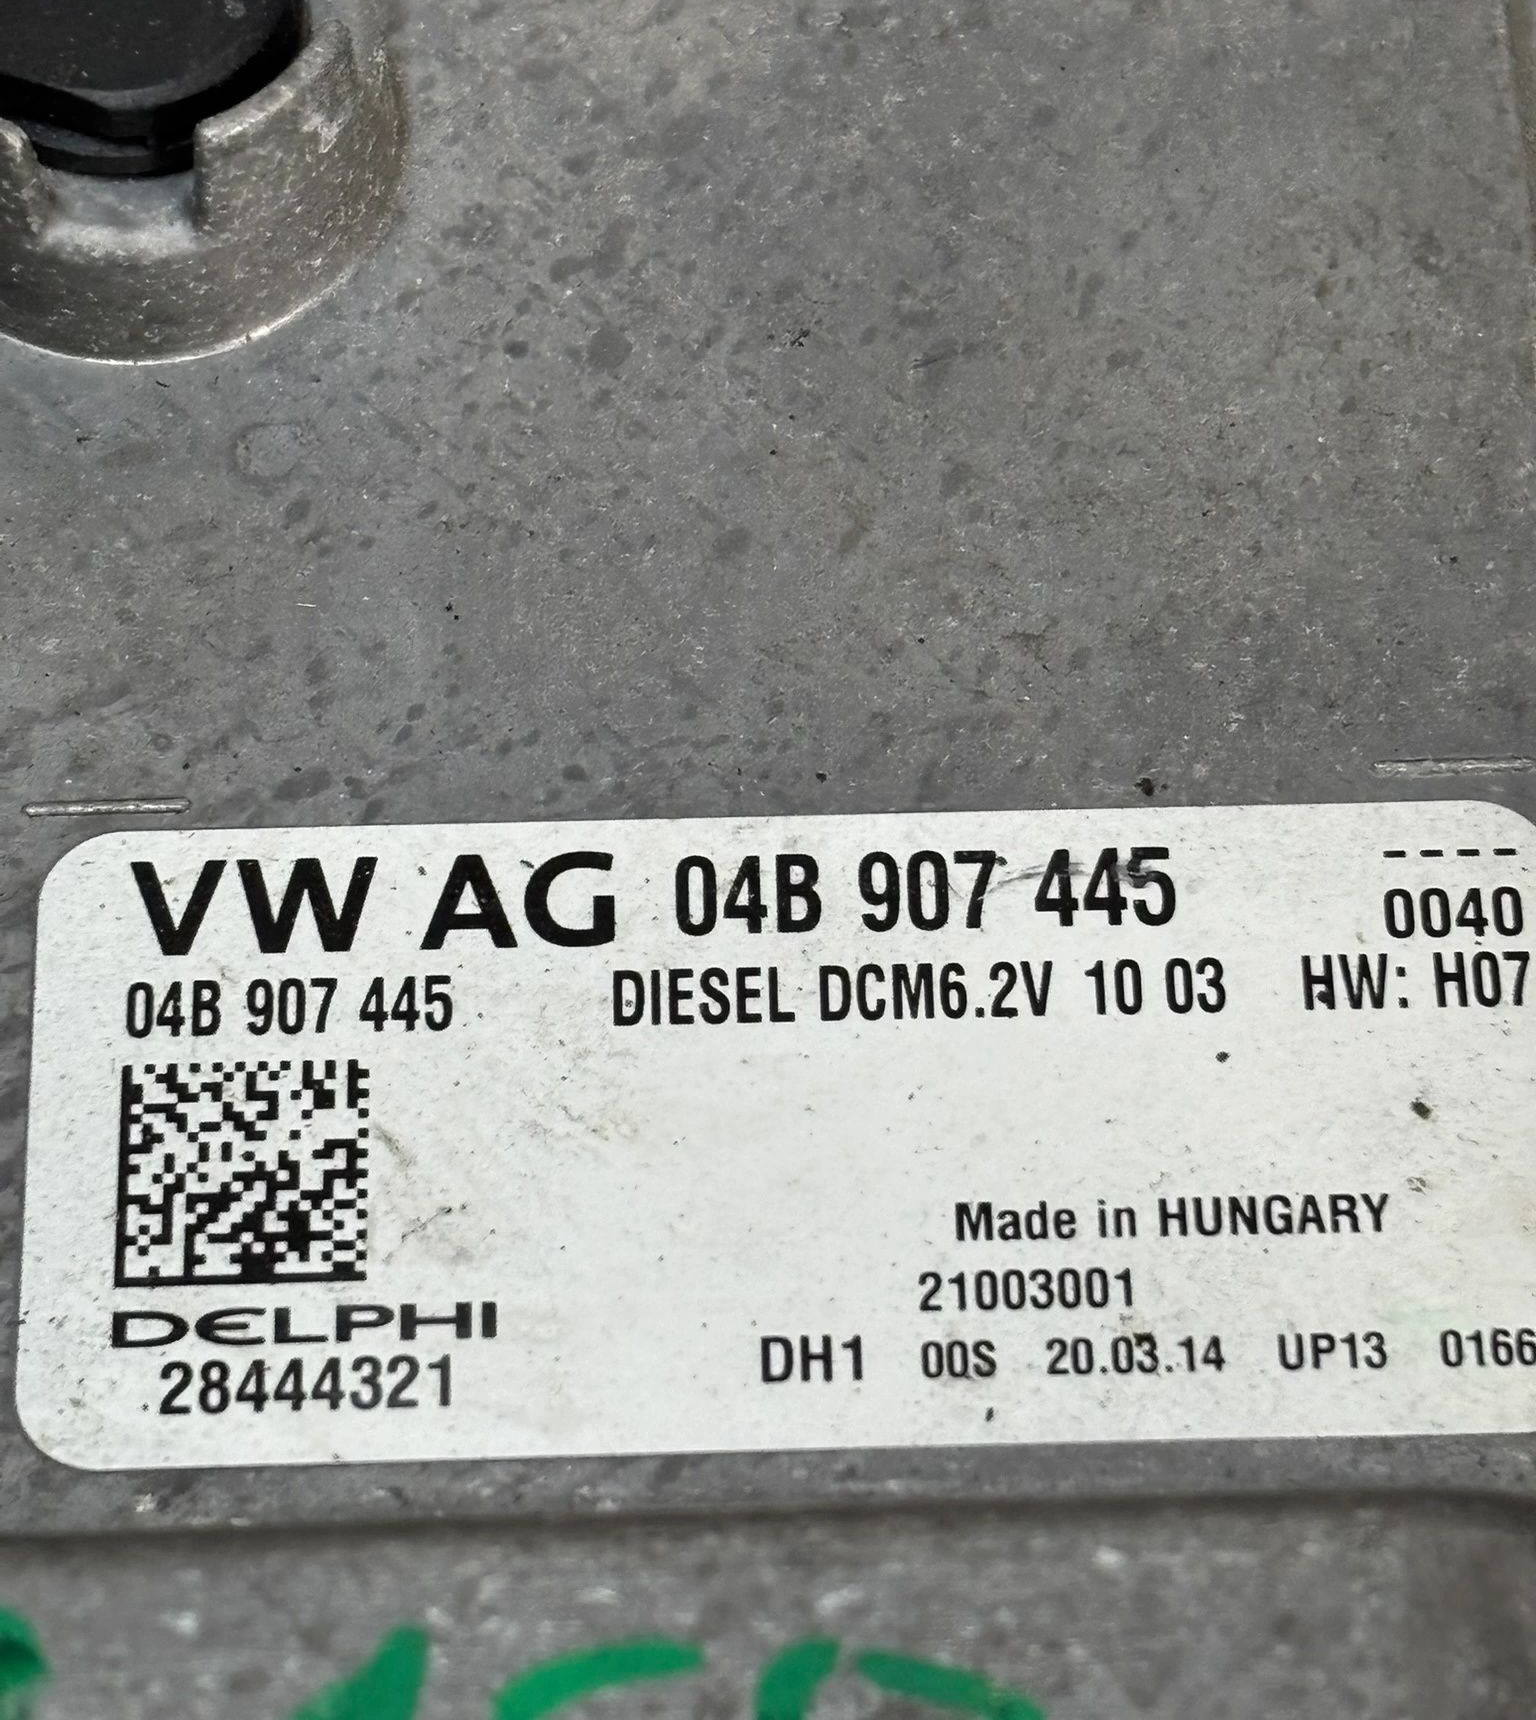 VW AG 04B 907 445 ----
0040
04B 907 445 DIESEL DCM6.2V 10 03 HW: H07
Made in HUNGARY
21003001
DELPHI
DH1 00S 20.03.14 UP13 0166
28444321